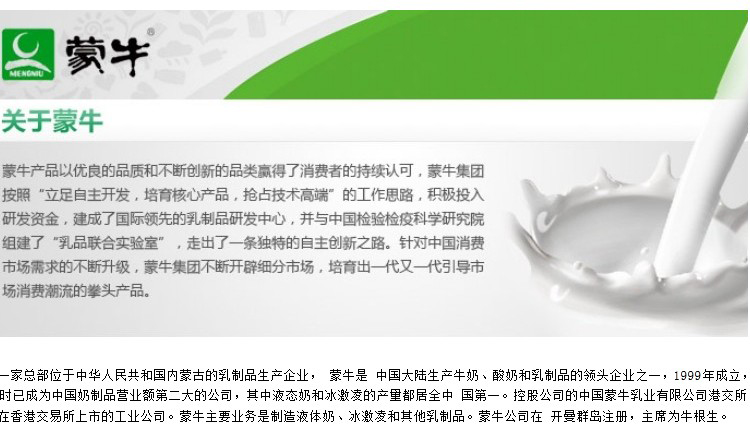 MENGNIU
蒙牛®
关于蒙牛
蒙牛产品以优良的品质和不断创新的品类赢得了消费者的持续认可，蒙牛集团
按照“立足自主开发，培育核心产品，抢占技术高端”的工作思路，积极投入
研发资金，建成了国际领先的乳制品研发中心，并与中国检验检疫科学研究院
组建了“乳品联合实验室”，走出了一条独特的自主创新之路。针对中国消费
市场需求的不断升级，蒙牛集团不断开辟细分市场，培育出一代又一代引导市
场消费潮流的拳头产品。
一家总部位于中华人民共和国内蒙古的乳制品生产企业， 蒙牛是 中国大陆生产牛奶、酸奶和乳制品的领头企业之一，1999年成立，
时已成为中国奶制品营业额第二大的公司，其中液态奶和冰激凌的产量都居全中 国第一。控股公司的中国蒙牛乳业有限公司港交所
在香港交易所上市的工业公司。蒙牛主要业务是制造液体奶、冰激凌和其他乳制品。蒙牛公司在 开曼群岛注册，主席为牛根生。